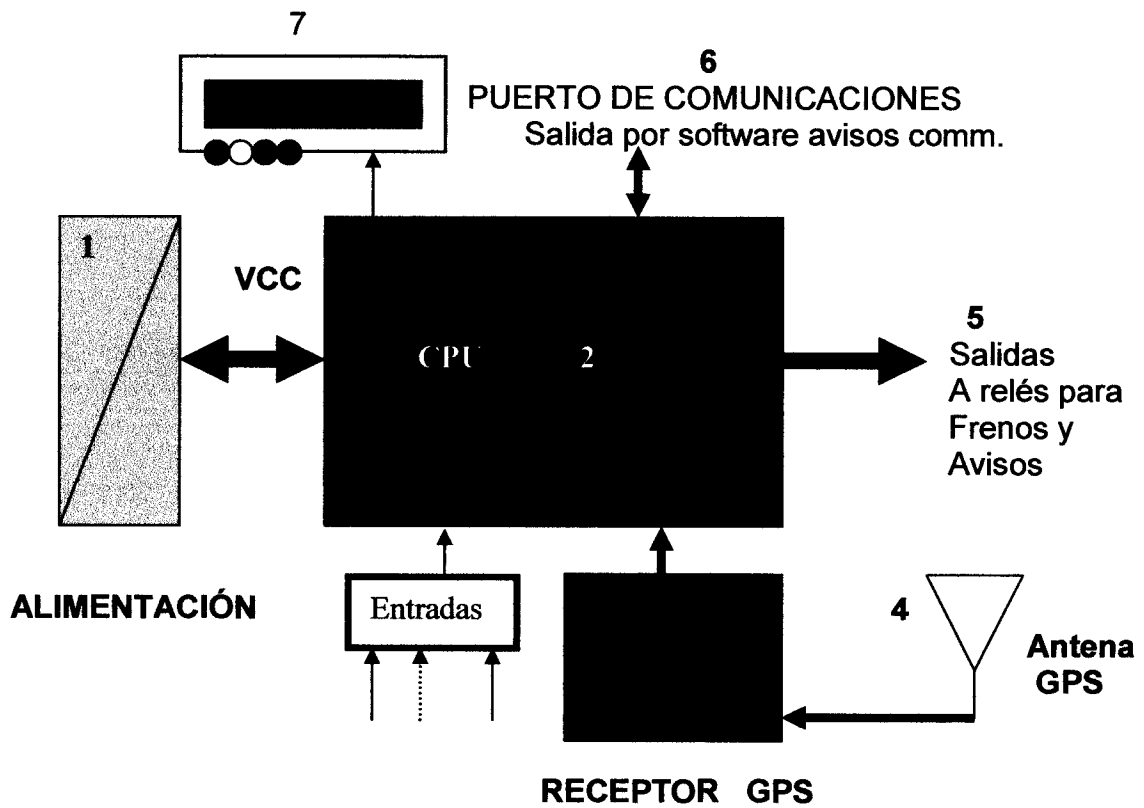 7
6
PUERTO DE COMUNICACIONES
Salida por software avisos comm.
1
VCC
CPU 2
5
Salidas
A relés para
Frenos y
Avisos
ALIMENTACIÓN
Entradas
4
Antena
GPS
RECEPTOR GPS